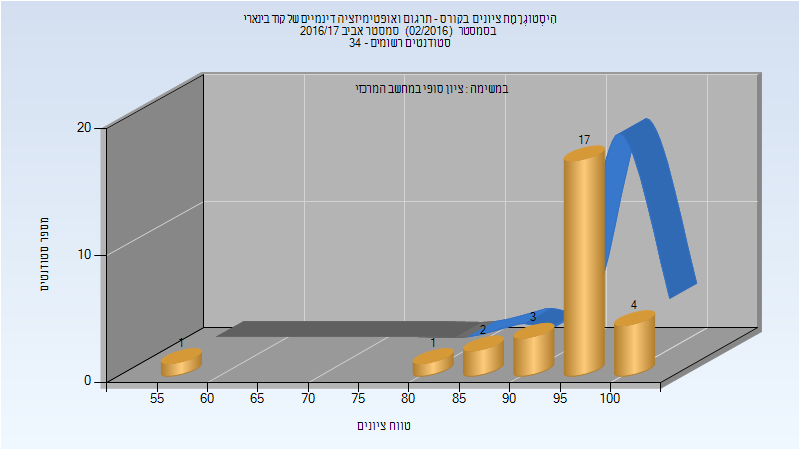 הִיסְטוֹגְרַמַת ציונים בקורס - תרגום ואופטימיזציה דינמיים של קוד בינארי
בסמסטר (02/2016) סמסטר אביב 2016/17
סטודנטים רשומים - 34
במשימה : ציון סופי במחשב המרכזי
מספר סטודנטים
20
10
0
1
1
2
3
17
4
55 60 65 70 75 80 85 90 95 100
טווח ציונים